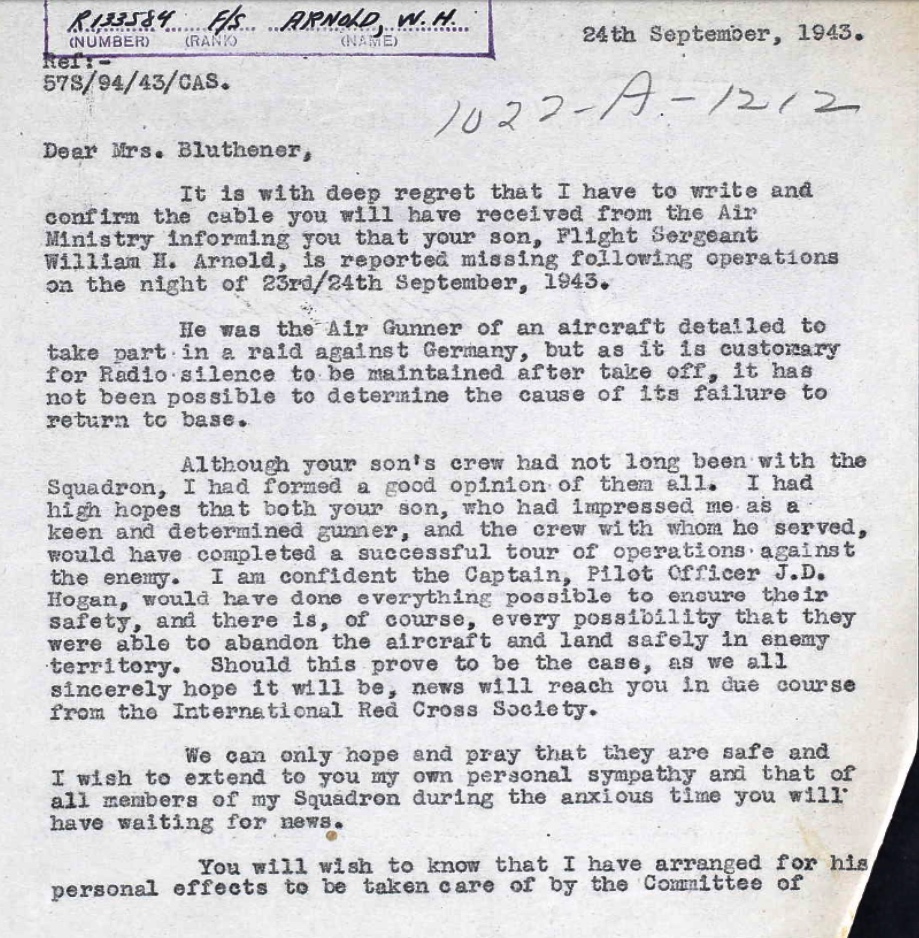 R133584 F/S ARNOLD, W.H.
(NUMBER) (RANK) (NAME)
24th September, 1943.
Ref:-
57S/94/43/CAS.
1022-A-1212
Dear Mrs. Bluthener,
It is with deep regret that I have to write and
confirm the cable you will have received from the Air
Ministry informing you that your son, Flight Sergeant
William H. Arnold, is reported missing following operations
on the night of 23rd/24th September, 1943.
He was the Air Gunner of an aircraft detailed to
take part in a raid against Germany, but as it is customary
for Radio silence to be maintained after take off, it has
not been possible to determine the cause of its failure to
return to base.
Although your son's crew had not long been with the
Squadron, I had formed a good opinion of them all. I had
high hopes that both your son, who had impressed me as a
keen and determined gunner, and the crew with whom he served,
would have completed a successful tour of operations against
the enemy. I am confident the Captain, Pilot Officer J.D.
Hogan, would have done everything possible to ensure their
safety, and there is, of course, every possibility that they
were able to abandon the aircraft and land safely in enemy
territory. Should this prove to be the case, as we all
sincerely hope it will be, news will reach you in due course
from the International Red Cross Society.
We can only hope and pray that they are safe and
I wish to extend to you my own personal sympathy and that of
all members of my Squadron during the anxious time you will
have waiting for news.
You will wish to know that I have arranged for his
personal effects to be taken care of by the Committee of